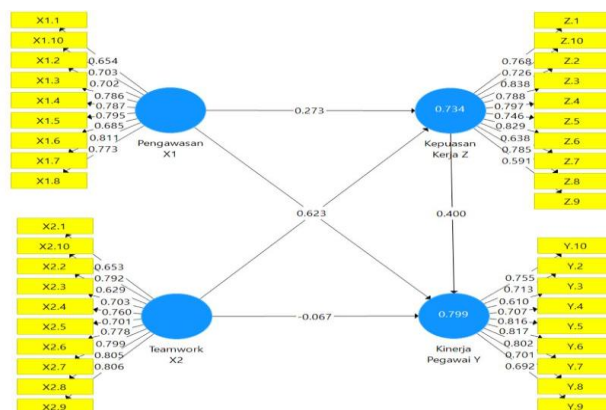 X1.1
X1.10
X1.2
X1.3
X1.4
X1.5
X1.6
X1.7
X1.8
0.654
0.703
0.702
0.786
0.787
0.795
0.685
0.811
0.773
Pengawasan
X1
0.273
0.734
Kepuasan
Kerja Z
0.768
0.726
0.838
0.788
0.797
0.746
0.829
0.638
0.785
0.591
Z.1
Z.10
Z.2
Z.3
Z.4
Z.5
Z.6
Z.7
Z.8
Z.9
0.623
0.400
X2.1
X2.10
X2.2
X2.3
X2.4
X2.5
X2.6
X2.7
X2.8
X2.9
0.653
0.792
0.629
0.703
0.760
0.701
0.778
0.799
0.805
0.806
Teamwork
X2
-0.067
0.799
Kinerja
Pegawai Y
0.755
0.713
0.610
0.707
0.816
0.817
0.802
0.701
0.692
Y.10
Y.2
Y.3
Y.4
Y.5
Y.6
Y.7
Y.8
Y.9